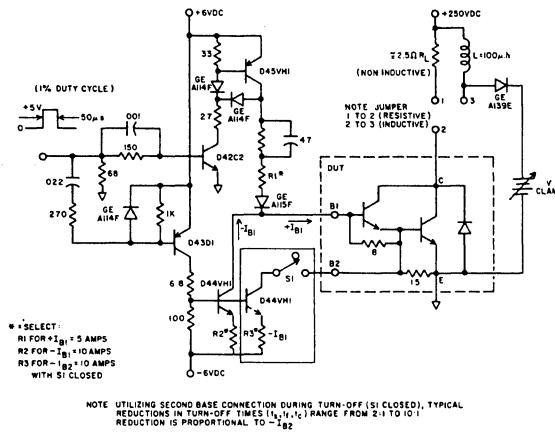 +6VDC
+250VDC
33
D45VH1
GE
A114F
GE
A114F
∓2.5Ω RL
(NON INDUCTIVE)
L=100μh
GE
A139E
1
3
(1% DUTY CYCLE)
+5V
0
50μs
.001
27
47
NOTE JUMPER
1 TO 2 (RESISTIVE)
2 TO 3 (INDUCTIVE)
150
D42C2
R1*
2
68
.022
GE
A114F
1K
GE
A115F
DUT
C
V
CLAMP
270
-IB1
+IB1
B1
D43D1
8
6.8
S1
B2
15
E
D44VH1
D44VH1
100
R2*
R3*
-IB1
* = SELECT:
R1 FOR +IB1 = 5 AMPS
R2 FOR -IB1 = 10 AMPS
R3 FOR -IB2 = 10 AMPS
WITH S1 CLOSED
-6VDC
NOTE UTILIZING SECOND BASE CONNECTION DURING TURN-OFF (S1 CLOSED), TYPICAL
REDUCTIONS IN TURN-OFF TIMES (ts,tf,tc) RANGE FROM 2:1 TO 10:1
REDUCTION IS PROPORTIONAL TO -IB2